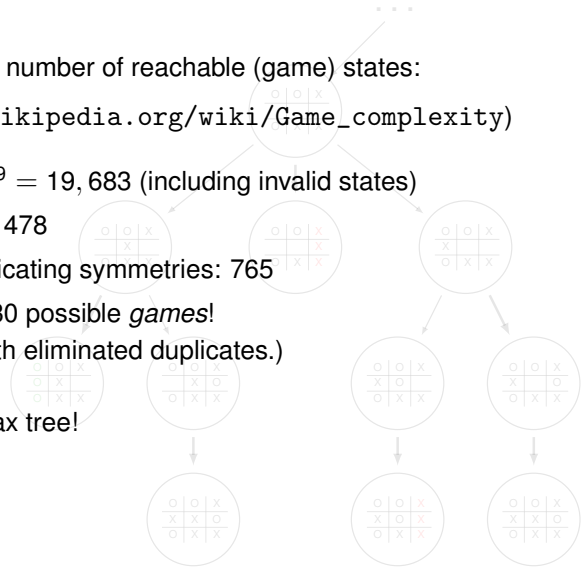 . . .
number of reachable (game) states:
ikipedia.org/wiki/Game_complexity)
9 = 19, 683 (including invalid states)
478
icating symmetries: 765
30 possible games!
th eliminated duplicates.)
ax tree!